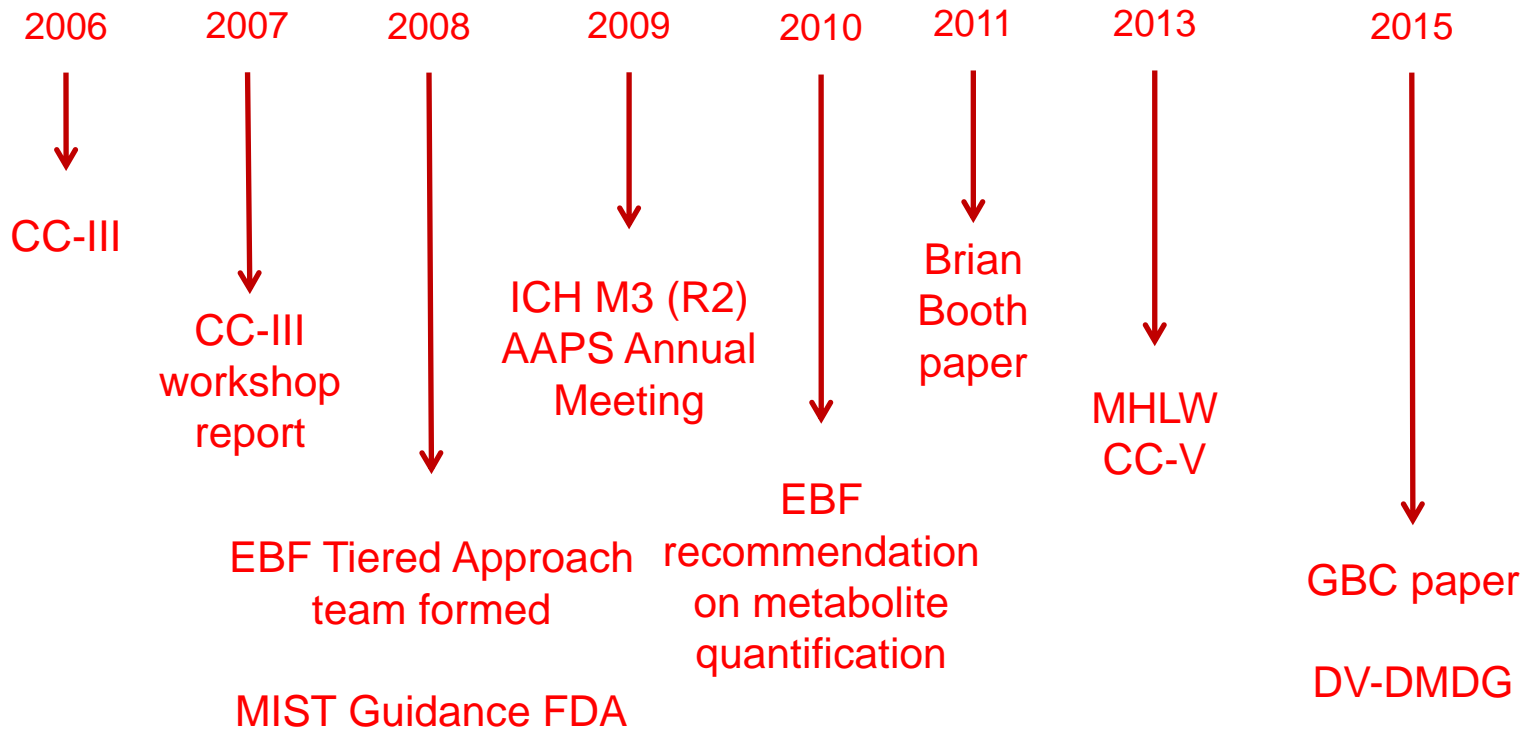 2006
2007
2008
2009
2010
2011
2013
2015
CC-III
CC-III
workshop
report
EBF Tiered Approach
team formed
MIST Guidance FDA
ICH M3 (R2)
AAPS Annual
Meeting
EBF
recommendation
on metabolite
quantification
Brian
Booth
paper
MHLW
CC-V
GBC paper
DV-DMDG